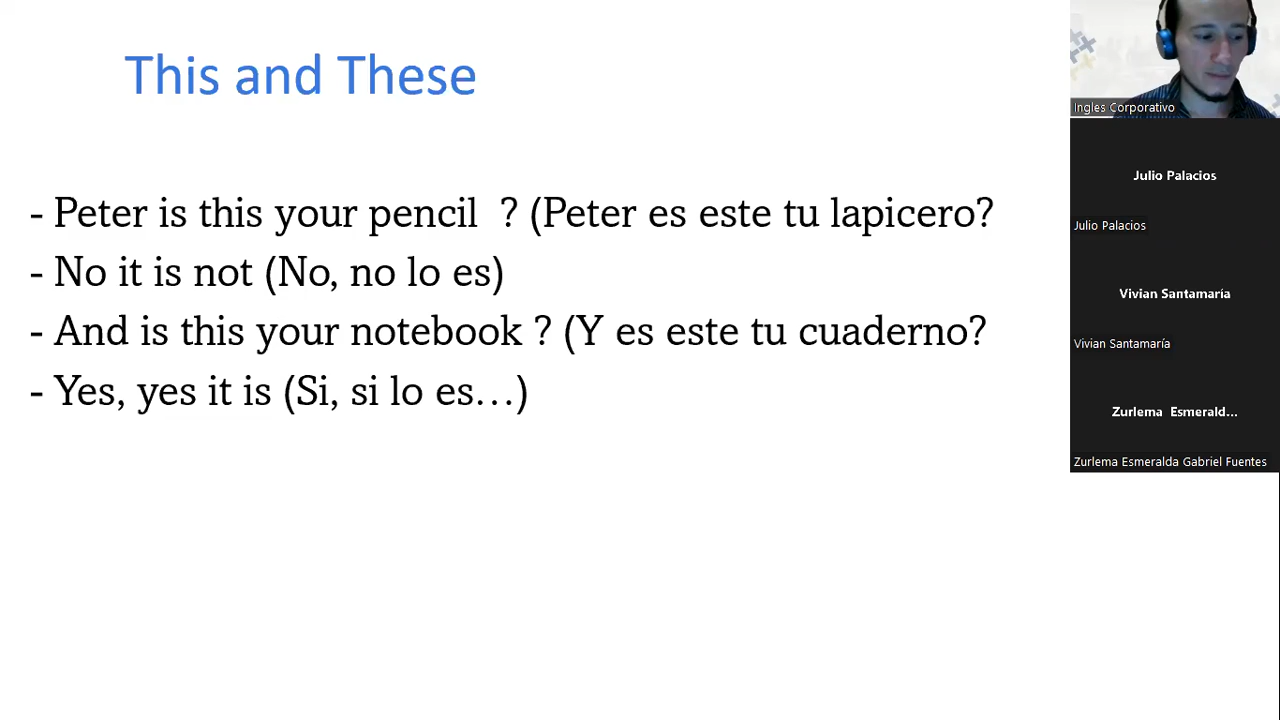 This and These
- Peter is this your pencil  ? (Peter es este tu lapicero?
- No it is not (No, no lo es)
- And is this your notebook ? (Y es este tu cuaderno?
- Yes, yes it is (Si, si lo es…)
Ingles Corporativo
Julio Palacios
Julio Palacios
Vivian Santamaría
Vivian Santamaría
Zurlema Esmerald...
Zurlema Esmeralda Gabriel Fuentes